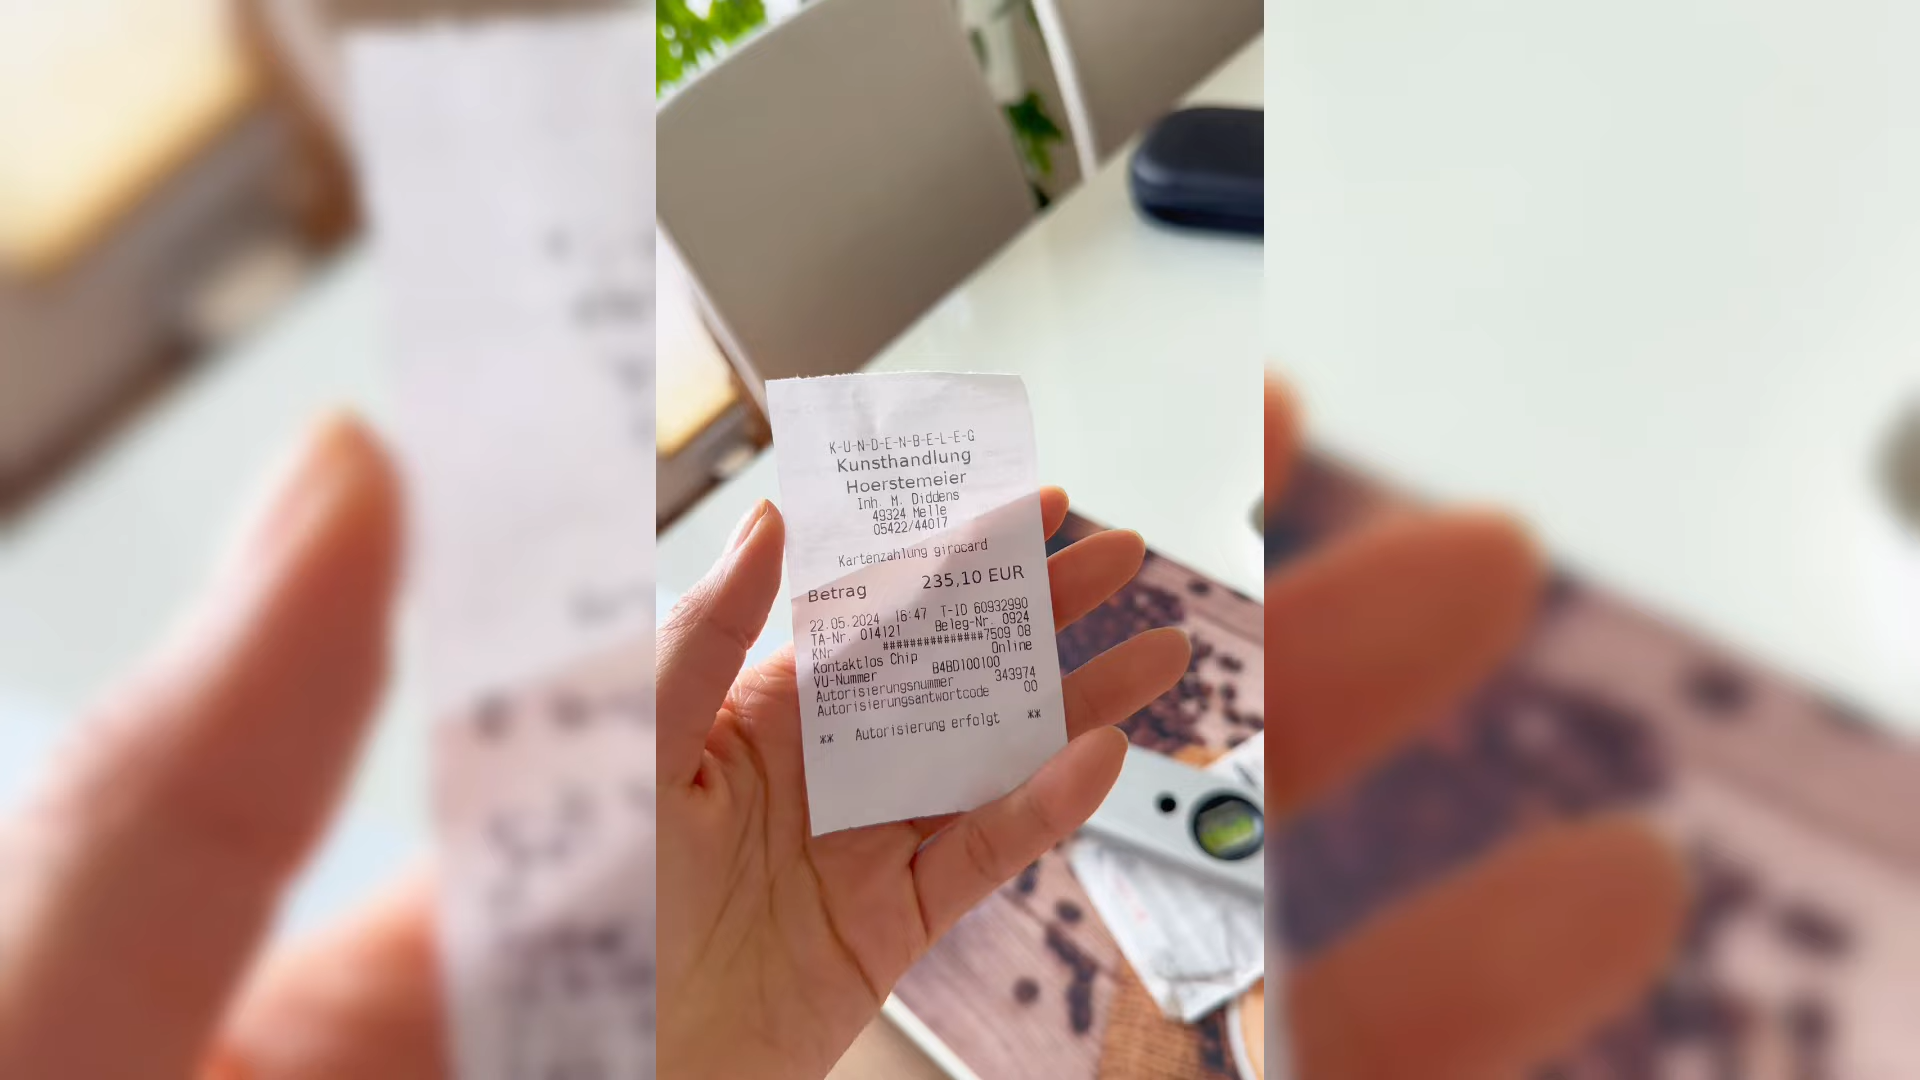 K-U-N-D-E-N-B-E-L-E-G
Kunsthandlung
Hoerstemeier
Inh. M. Diddens
49324 Melle
05422/44017
Kartenzahlung girocard
Betrag 235,10 EUR
22.05.2024 16:47 T-ID 60932990
TA-Nr. 014121 Beleg-Nr. 0924
KNr ###############7509 08
Kontaktlos Chip Online
VU-Nummer B4BD100100
Autorisierungsnummer 343974
Autorisierungsantwortcode 00
** Autorisierung erfolgt **